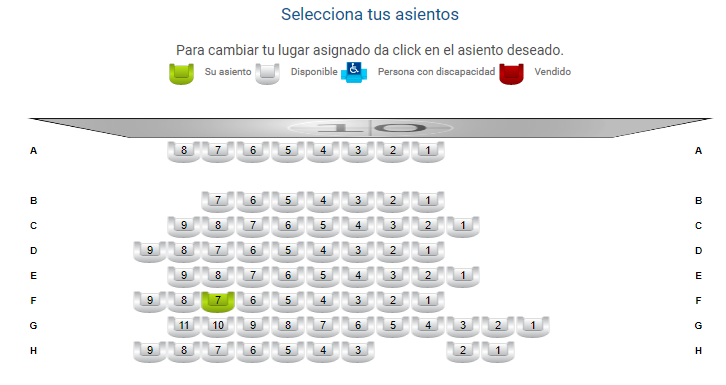 Selecciona tus asientos
Para cambiar tu lugar asignado da click en el asiento deseado.
Su asiento Disponible Persona con discapacidad Vendido
10
A 8 7 6 5 4 3 2 1 A
B 7 6 5 4 3 2 1 B
C 9 8 7 6 5 4 3 2 1 C
D 9 8 7 6 5 4 3 2 1 D
E 9 8 7 6 5 4 3 2 1 E
F 9 8 7 6 5 4 3 2 1 F
G 11 10 9 8 7 6 5 4 3 2 1 G
H 9 8 7 6 5 4 3 2 1 H